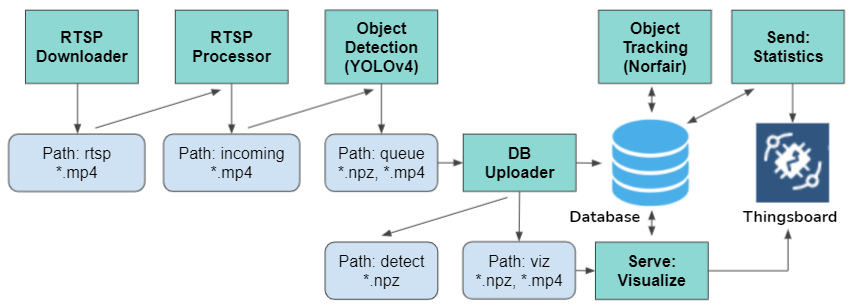 RTSP
Downloader
RTSP
Processor
Object
Detection
(YOLOv4)
Object
Tracking
(Norfair)
Send:
Statistics
Path: rtsp
*.mp4
Path: incoming
*.mp4
Path: queue
*.npz, *.mp4
DB
Uploader
Database
Thingsboard
Path: detect
*.npz
Path: viz
*.npz, *.mp4
Serve:
Visualize